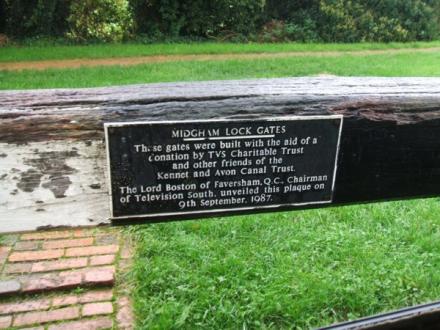 MIDGHAM LOCK GATES
These gates were built with the aid of a
donation by TVS Charitable Trust
and other friends of the
Kennet and Avon Canal Trust.
The Lord Boston of Faversham, Q.C., Chairman
of Television South, unveiled this plaque on
9th September, 1987.